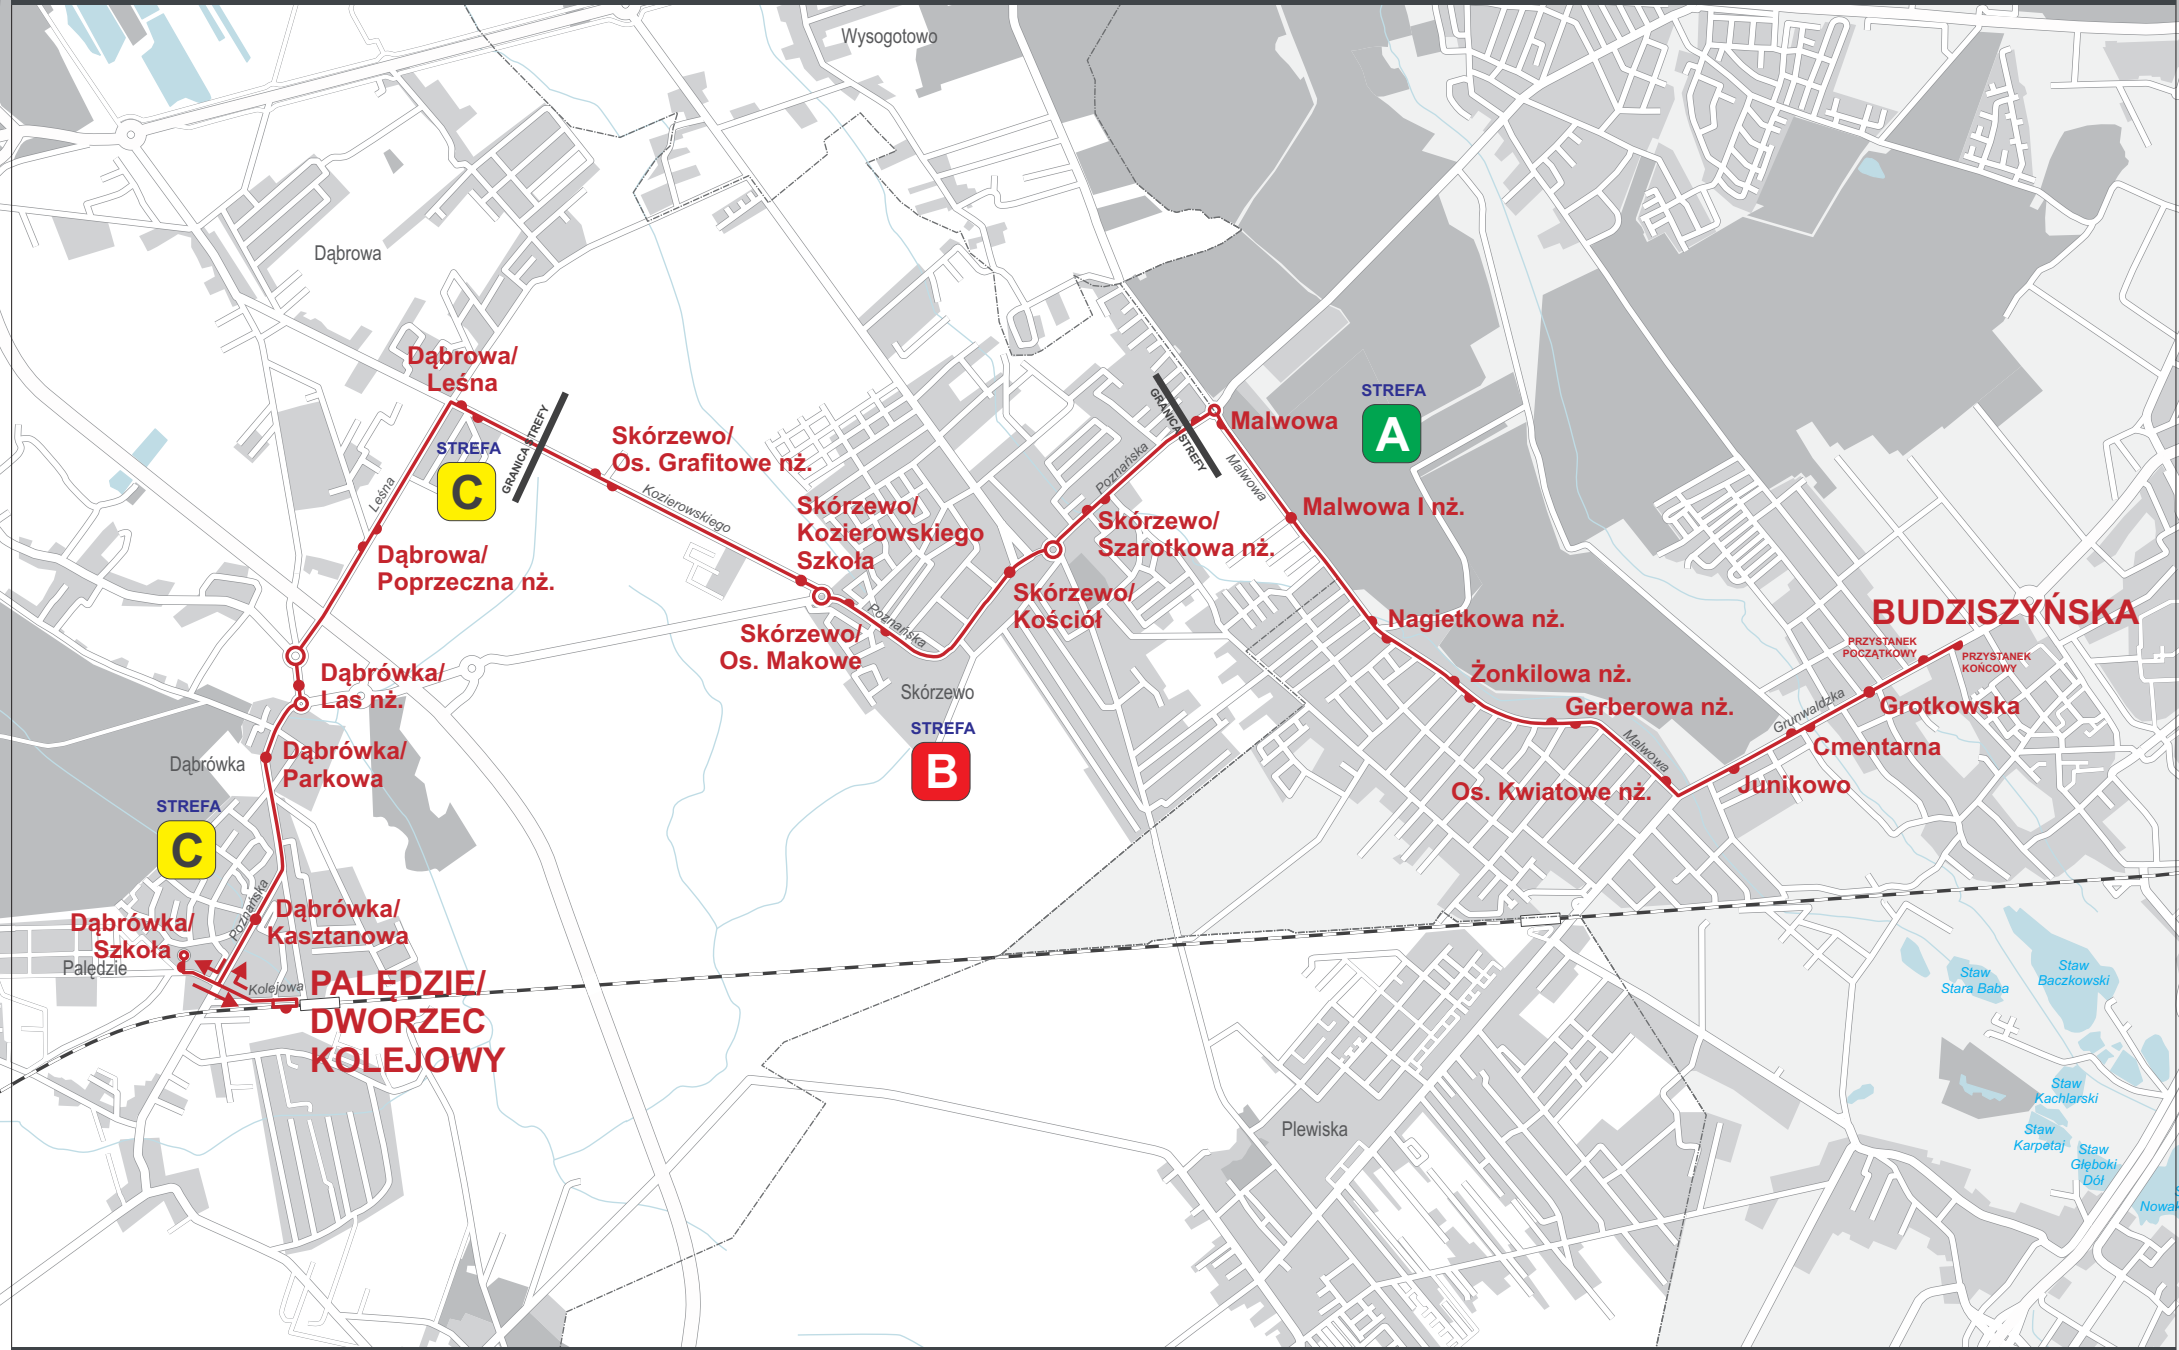 Wysogotowo
Dąbrowa
Dąbrowa/
Leśna
STREFA
C
GRANICA STREFY
Leśna
Skórzewo/
Os. Grafitowe nż.
Kozierowskiego
Skórzewo/
Kozierowskiego
Szkoła
Poznańska
GRANICA STREFY
Malwowa
STREFA
A
Malwowa
Malwowa I nż.
Skórzewo/
Szarotkowa nż.
Dąbrowa/
Poprzeczna nż.
Skórzewo/
Kościół
Poznańska
Skórzewo/
Os. Makowe
Skórzewo
STREFA
B
Nagietkowa nż.
Żonkilowa nż.
Gerberowa nż.
Malwowa
Os. Kwiatowe nż.
BUDZISZYŃSKA
PRZYSTANEK
POCZĄTKOWY
PRZYSTANEK
KOŃCOWY
Grunwaldzka
Grotkowska
Cmentarna
Junikowo
Dąbrówka/
Las nż.
Dąbrówka
Dąbrówka/
Parkowa
STREFA
C
Poznańska
Dąbrówka/
Kasztanowa
Dąbrówka/
Szkoła
Palędzie
Kolejowa
PALĘDZIE/
DWORZEC
KOLEJOWY
Plewiska
Staw
Stara Baba
Staw
Baczkowski
Staw
Kachlarski
Staw
Karpetaj
Staw
Głęboki
Dół
S
Nowak